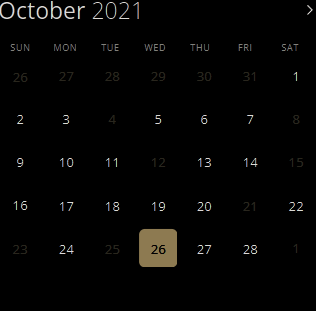 October 2021
SUN MON TUE WED THU FRI SAT
26 27 28 29 30 31 1
2 3 4 5 6 7 8
9 10 11 12 13 14 15
16 17 18 19 20 21 22
23 24 25 26 27 28 1